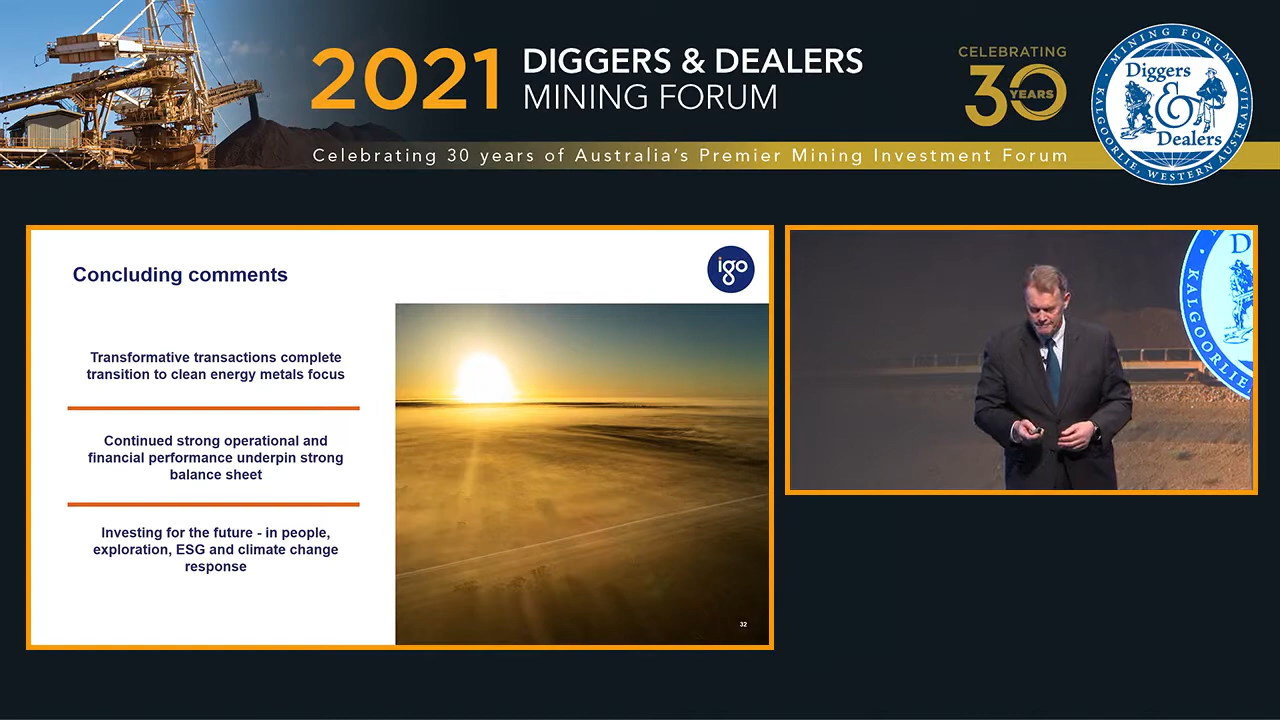 2021 DIGGERS & DEALERS
MINING FORUM
CELEBRATING
30 YEARS
Celebrating 30 years of Australia's Premier Mining Investment Forum
MINING FORUM
Diggers
&
Dealers
KALGOORLIE, WESTERN AUSTRALIA
Concluding comments
igo
Transformative transactions complete
transition to clean energy metals focus
Continued strong operational and
financial performance underpin strong
balance sheet
Investing for the future - in people,
exploration, ESG and climate change
response
32
D
KALGOORLIE